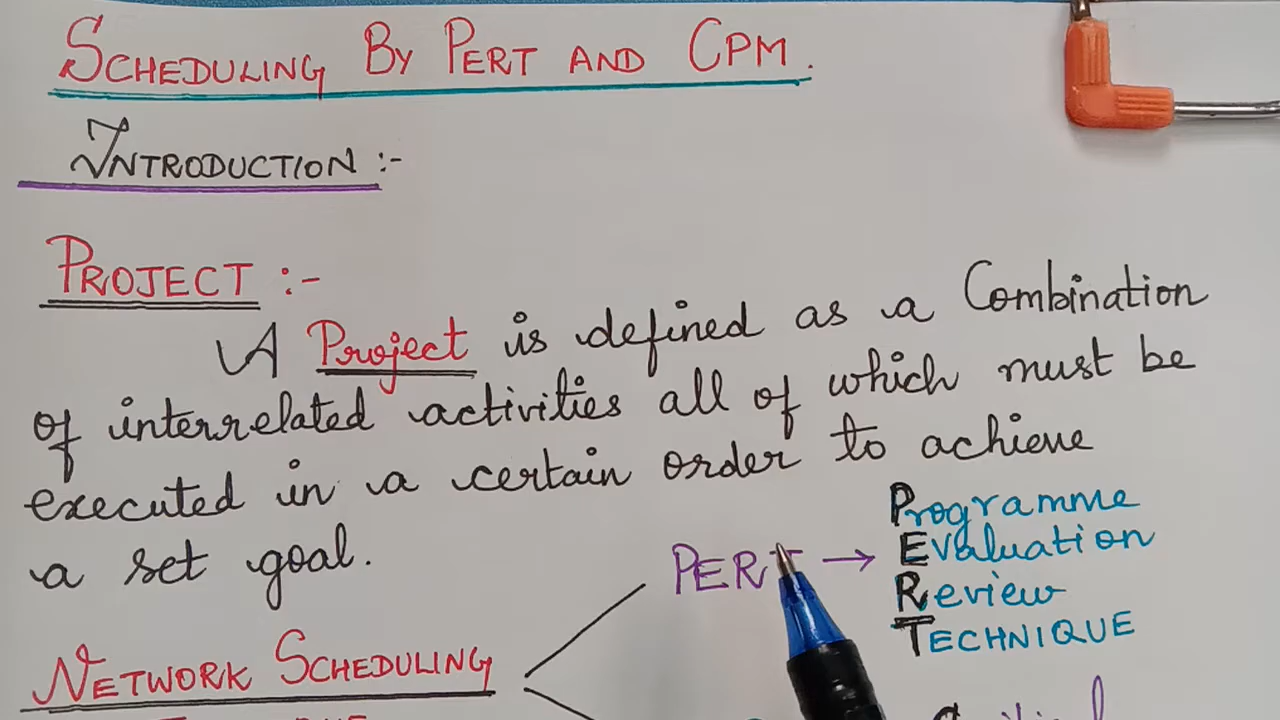 SCHEDULING BY PERT AND CPM.
INTRODUCTION :-
PROJECT :-
A Project is defined as a Combination
of interrelated activities all of which must be
executed in a certain order to achieve
a set goal.
PERT → Programme
Evaluation
Review
TECHNIQUE
NETWORK SCHEDULING